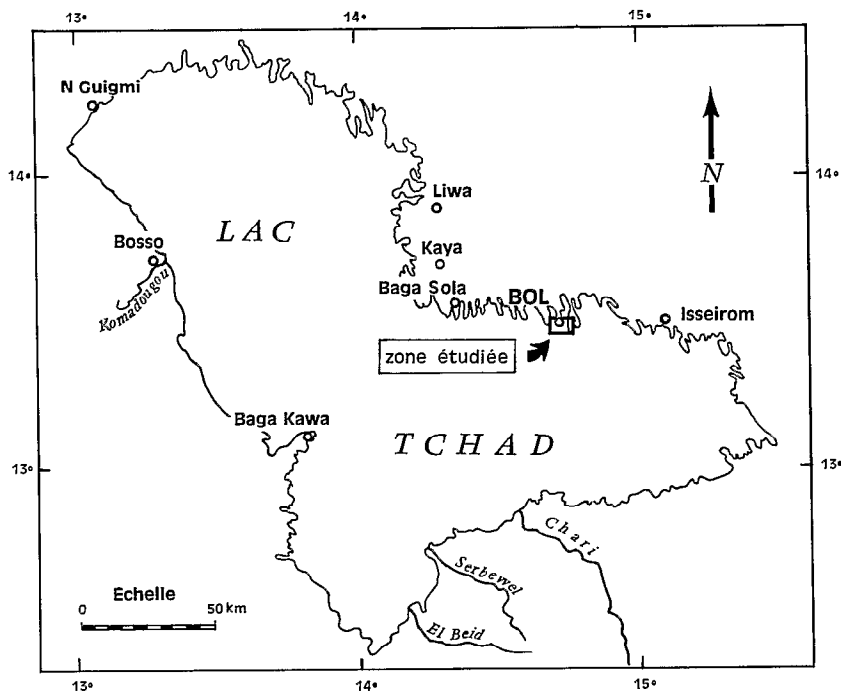 13°
14°
15°
N Guigmi
14°
14°
N
Liwa
LAC
Kaya
Bosso
Komadougou
Baga Sola
BOL
Isseirom
zone étudiée
Baga Kawa
TCHAD
13°
13°
Chari
Serbewel
El Beid
Echelle
0 50 km
13°
14°
15°